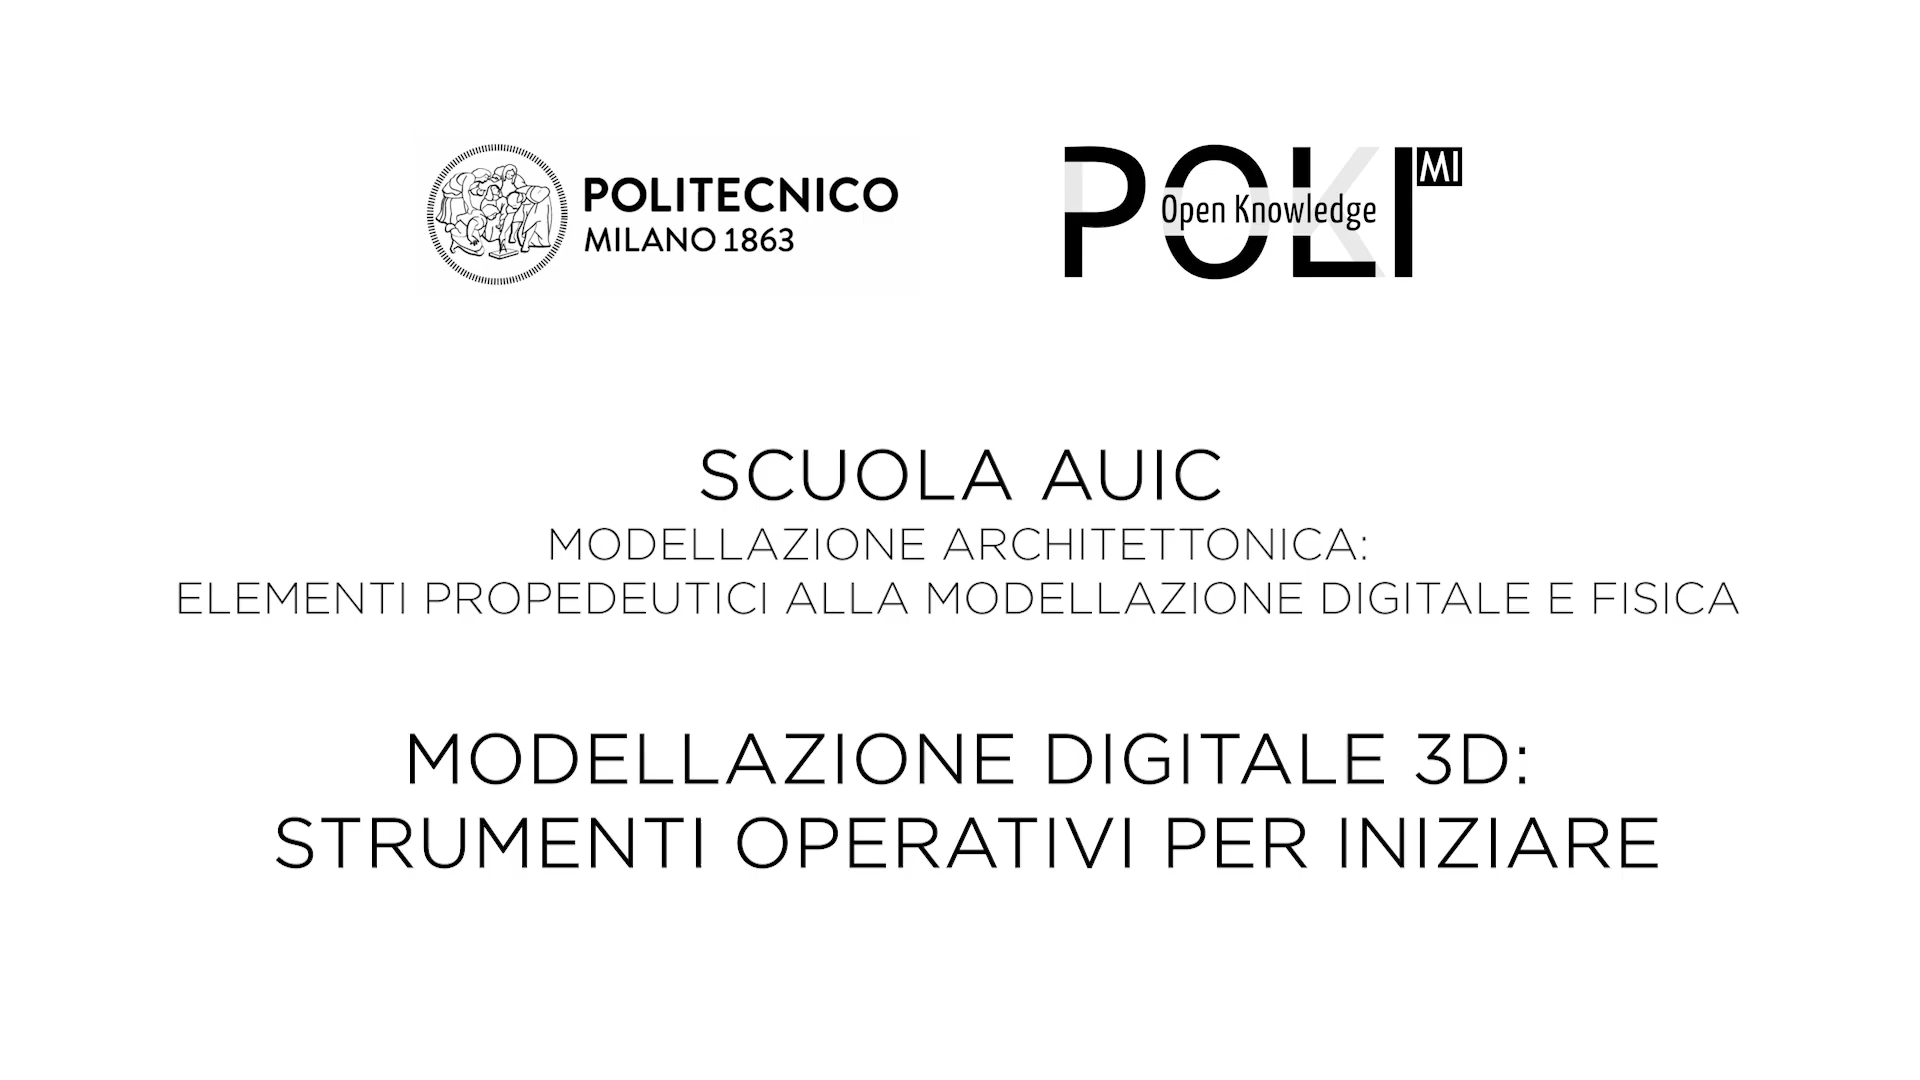 POLITECNICO
MILANO 1863
POLI MI
Open Knowledge
SCUOLA AUIC
MODELLAZIONE ARCHITETTONICA:
ELEMENTI PROPEDEUTICI ALLA MODELLAZIONE DIGITALE E FISICA
MODELLAZIONE DIGITALE 3D:
STRUMENTI OPERATIVI PER INIZIARE